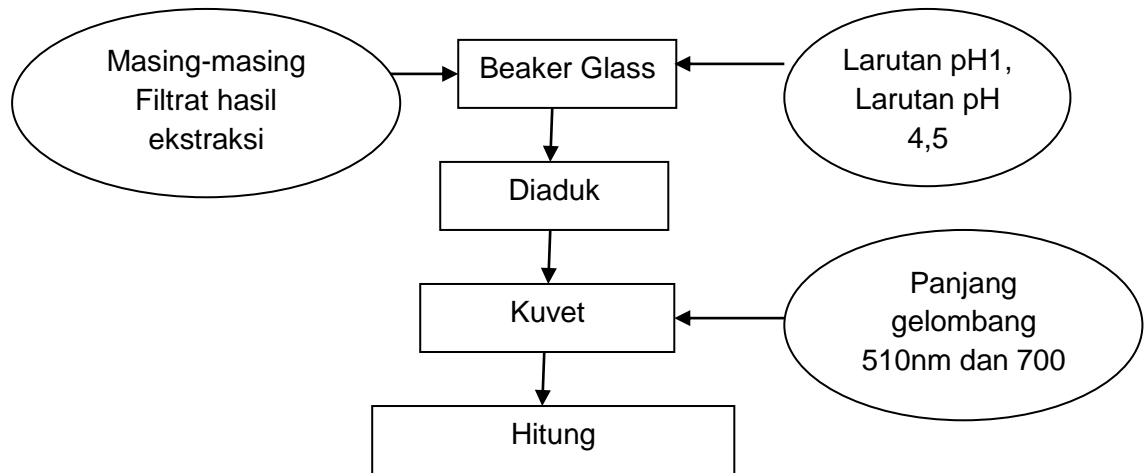 Masing-masing
Filtrat hasil
ekstraksi
Beaker Glass
Larutan pH1,
Larutan pH
4,5
Diaduk
Kuvet
Panjang
gelombang
510nm dan 700
Hitung